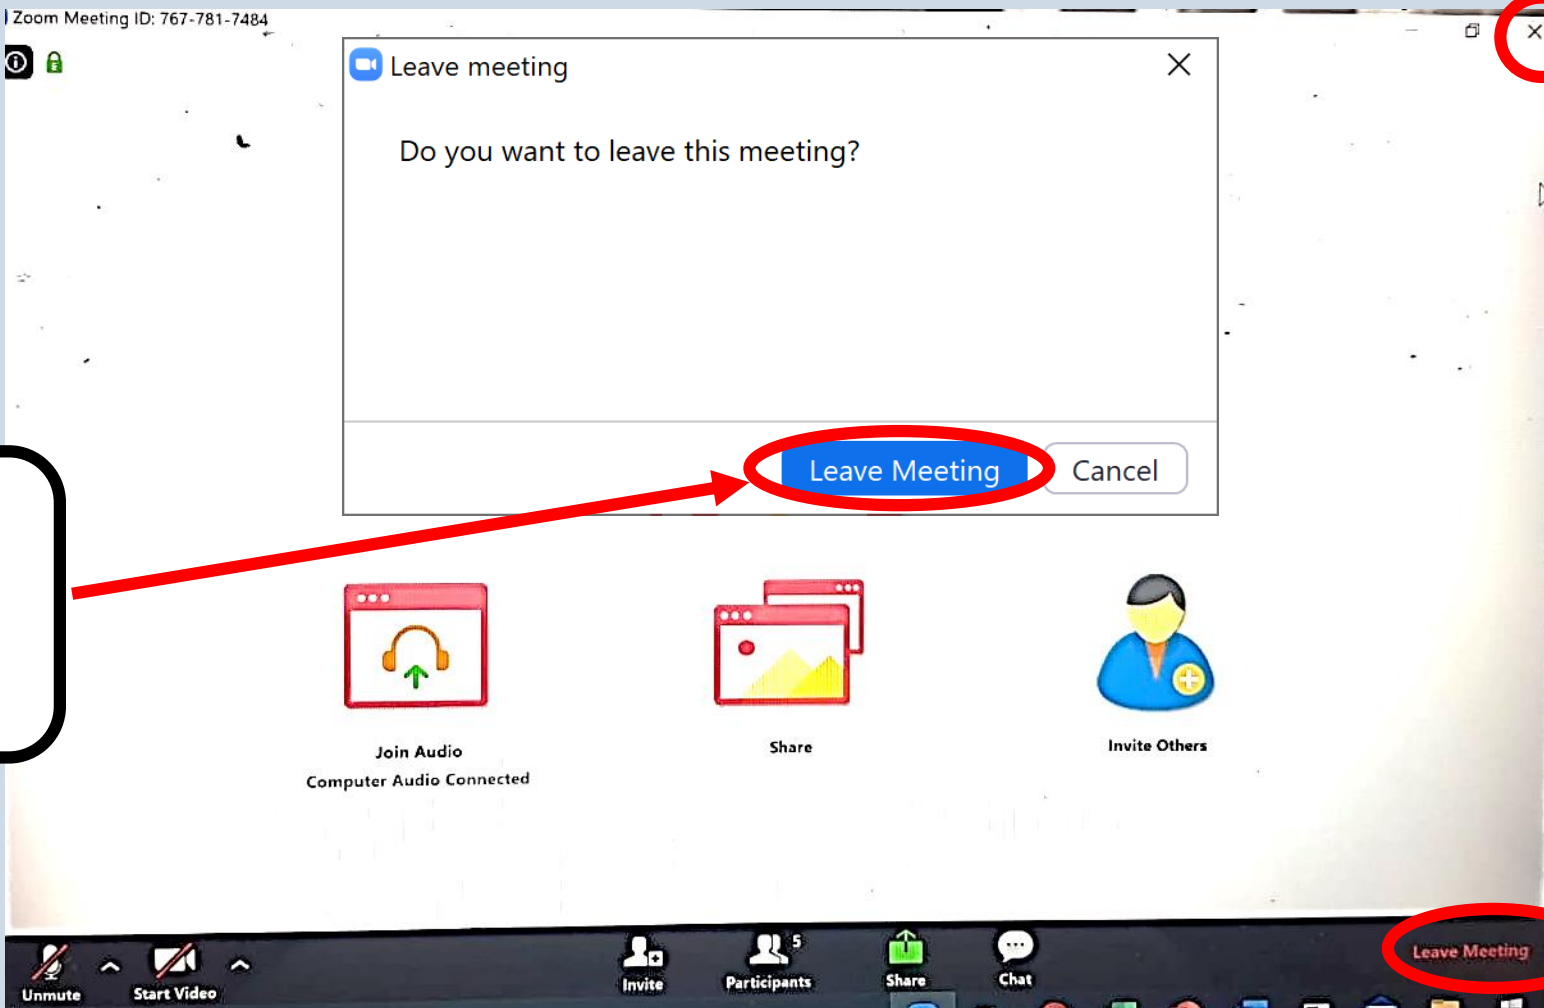 Zoom Meeting ID: 767-781-7484
Leave meeting
Do you want to leave this meeting?
Leave Meeting
Cancel
Join Audio
Computer Audio Connected
Share
Invite Others
Unmute
Start Video
Invite
Participants
5
Share
Chat
Leave Meeting